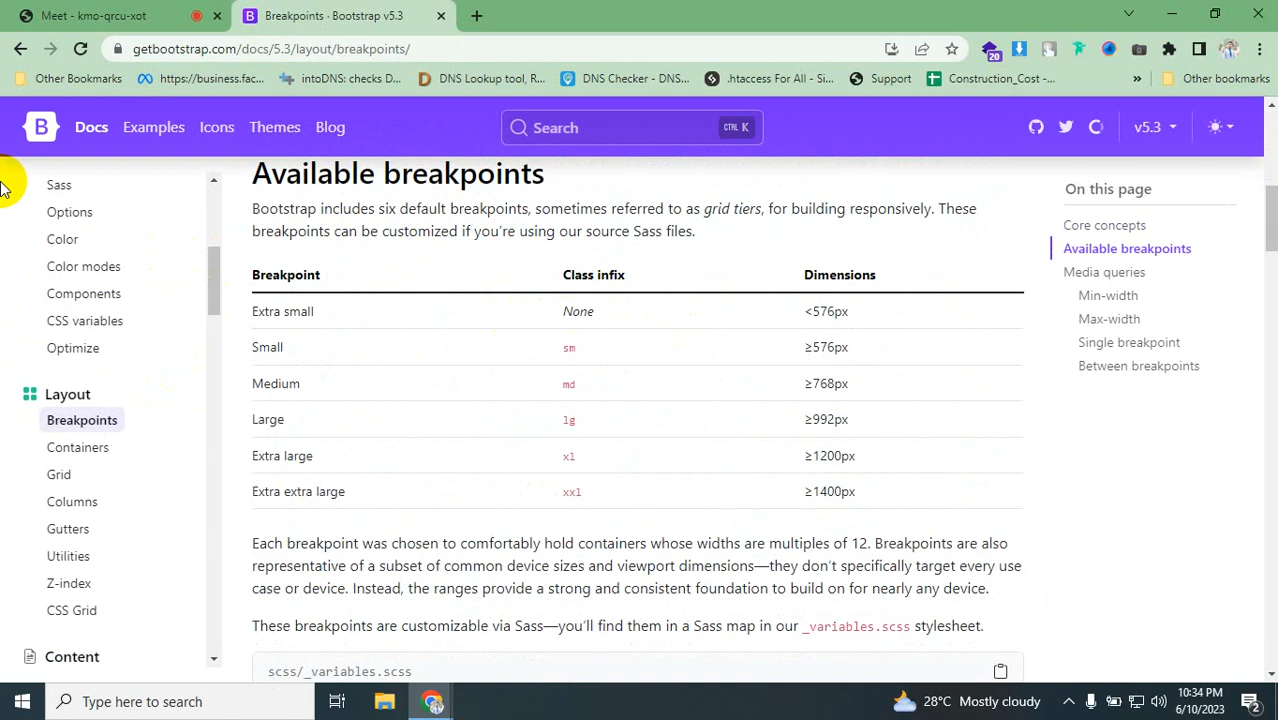 Meet - kmo-qrcu-xot
Breakpoints · Bootstrap v5.3
getbootstrap.com/docs/5.3/layout/breakpoints/
20
Other Bookmarks
https://business.fac...
intoDNS: checks D...
DNS Lookup tool, R...
DNS Checker - DNS...
.htaccess For All - Si...
Support
Construction_Cost -...
»
Other bookmarks
B
Docs
Examples
Icons
Themes
Blog
Search
CTRL K
v5.3
Sass
Options
Color
Color modes
Components
CSS variables
Optimize
Layout
Breakpoints
Containers
Grid
Columns
Gutters
Utilities
Z-index
CSS Grid
Content
Available breakpoints
Bootstrap includes six default breakpoints, sometimes referred to as grid tiers, for building responsively. These
breakpoints can be customized if you're using our source Sass files.
Breakpoint Class infix Dimensions
Extra small None <576px
Small sm ≥576px
Medium md ≥768px
Large lg ≥992px
Extra large xl ≥1200px
Extra extra large xxl ≥1400px
Each breakpoint was chosen to comfortably hold containers whose widths are multiples of 12. Breakpoints are also
representative of a subset of common device sizes and viewport dimensions—they don't specifically target every use
case or device. Instead, the ranges provide a strong and consistent foundation to build on for nearly any device.
These breakpoints are customizable via Sass—you'll find them in a Sass map in our _variables.scss stylesheet.
scss/_variables.scss
On this page
Core concepts
Available breakpoints
Media queries
Min-width
Max-width
Single breakpoint
Between breakpoints
Type here to search
28°C Mostly cloudy
10:34 PM
6/10/2023
2